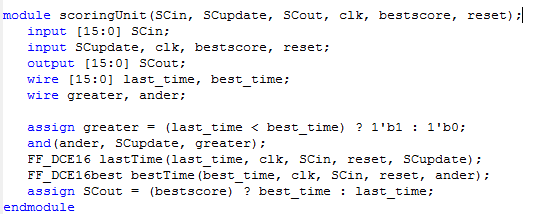 module scoringUnit(SCin, SCupdate, SCout, clk, bestscore, reset);
input [15:0] SCin;
input SCupdate, clk, bestscore, reset;
output [15:0] SCout;
wire [15:0] last_time, best_time;
wire greater, ander;
assign greater = (last_time < best_time) ? 1'b1 : 1'b0;
and(ander, SCupdate, greater);
FF_DCE16 lastTime(last_time, clk, SCin, reset, SCupdate);
FF_DCE16best bestTime(best_time, clk, SCin, reset, ander);
assign SCout = (bestscore) ? best_time : last_time;
endmodule